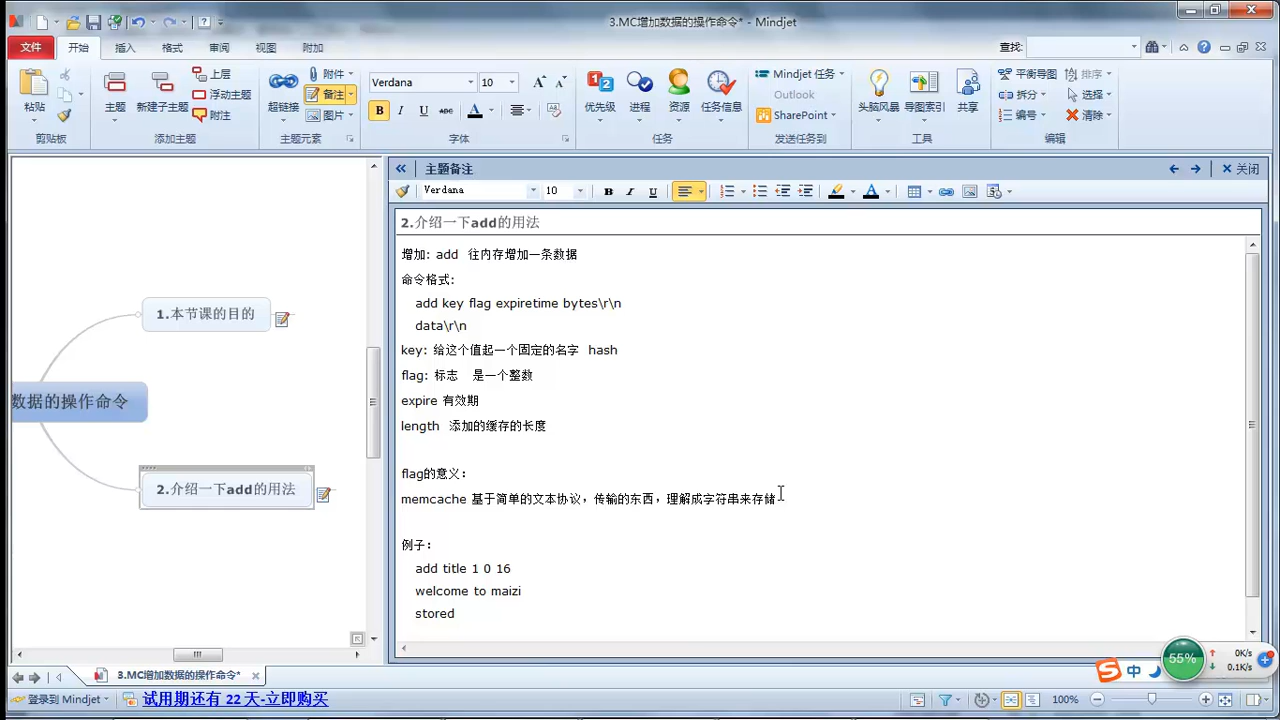 3.MC增加数据的操作命令* - Mindjet
文件 开始 插入 格式 审阅 视图 附加 查找:
粘贴 剪贴板
主题 新建子主题 上层 浮动主题 附注 添加主题
超链接 附件 备注 图片 主题元素
Verdana 10 B I U abc A 字体
优先级 进程 资源 任务信息 任务
Mindjet 任务 Outlook SharePoint 发送任务到
头脑风暴 导图索引 共享 工具
平衡导图 排序 拆分 选择 编号 清除 编辑
主题备注 关闭
Verdana 10 B I U A
2.介绍一下add的用法
增加: add 往内存增加一条数据
命令格式:
add key flag expiretime bytes\r\n
data\r\n
key: 给这个值起一个固定的名字 hash
flag: 标志 是一个整数
expire 有效期
length 添加的缓存的长度
flag的意义:
memcache 基于简单的文本协议，传输的东西，理解成字符串来存储
例子:
add title 1 0 16
welcome to maizi
stored
1.本节课的目的
数据的操作命令
2.介绍一下add的用法
3.MC增加数据的操作命令*
登录到 Mindjet 试用期还有 22 天-立即购买
100%
中
55%
0K/s
0.1K/s